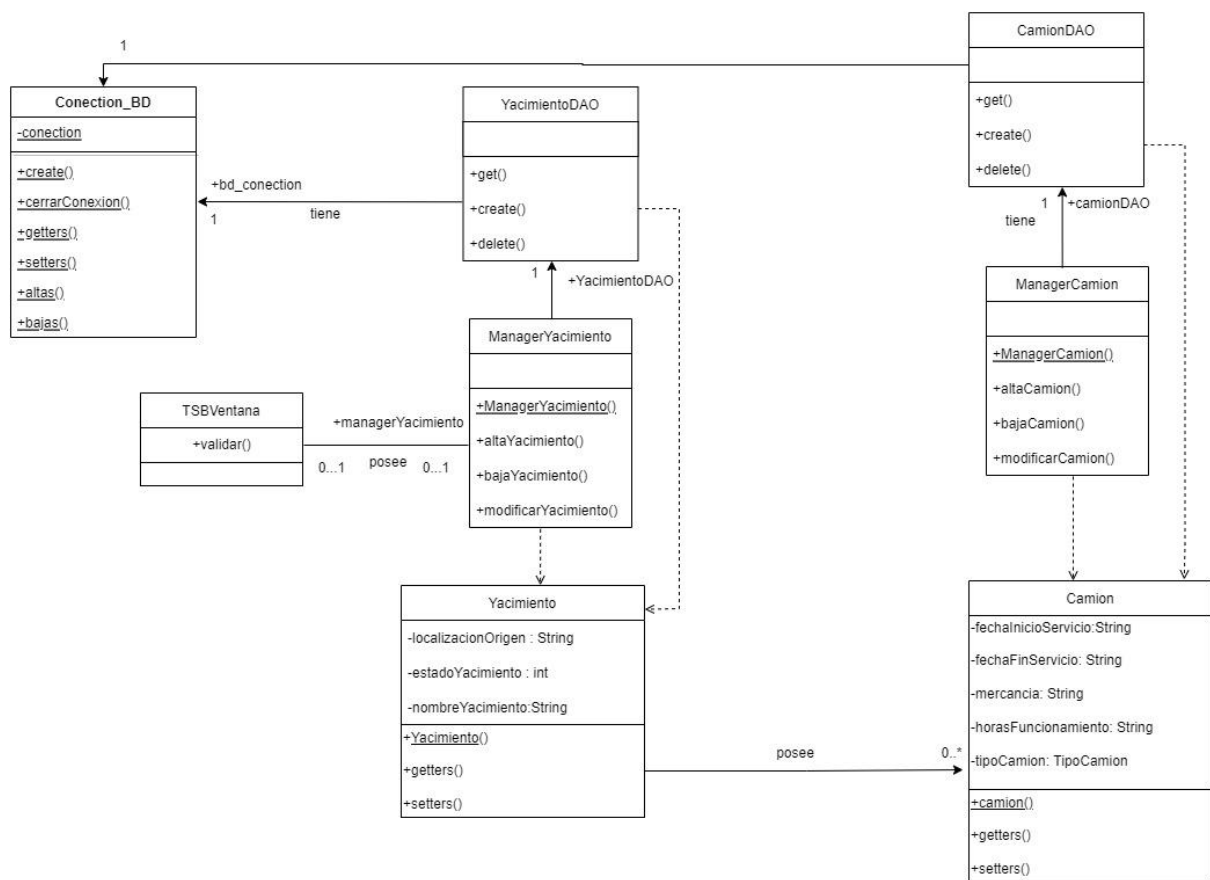 CamionDAO
+get()
+create()
+delete()
1
Conection_BD
-conection
+create()
+cerrarConexion()
+getters()
+setters()
+altas()
+bajas()
YacimientoDAO
+get()
+create()
+delete()
+bd_conection
1
tiene
1
+YacimientoDAO
1
+camionDAO
tiene
ManagerCamion
+ManagerCamion()
+altaCamion()
+bajaCamion()
+modificarCamion()
ManagerYacimiento
+ManagerYacimiento()
+altaYacimiento()
+bajaYacimiento()
+modificarYacimiento()
TSBVentana
+validar()
+managerYacimiento
0...1
posee
0...1
Yacimiento
-localizacionOrigen : String
-estadoYacimiento : int
-nombreYacimiento:String
+Yacimiento()
+getters()
+setters()
posee
0..*
Camion
-fechaInicioServicio:String
-fechaFinServicio: String
-mercancia: String
-horasFuncionamiento: String
-tipoCamion: TipoCamion
+camion()
+getters()
+setters()